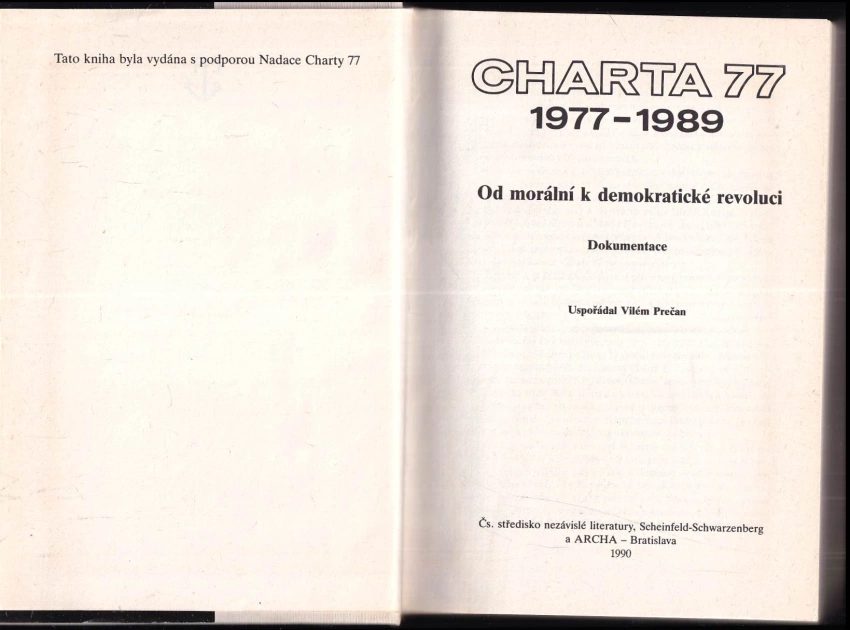 Tato kniha byla vydána s podporou Nadace Charty 77
CHARTA 77
1977–1989
Od morální k demokratické revoluci
Dokumentace
Uspořádal Vilém Prečan
Čs. středisko nezávislé literatury, Scheinfeld-Schwarzenberg
a ARCHA – Bratislava
1990